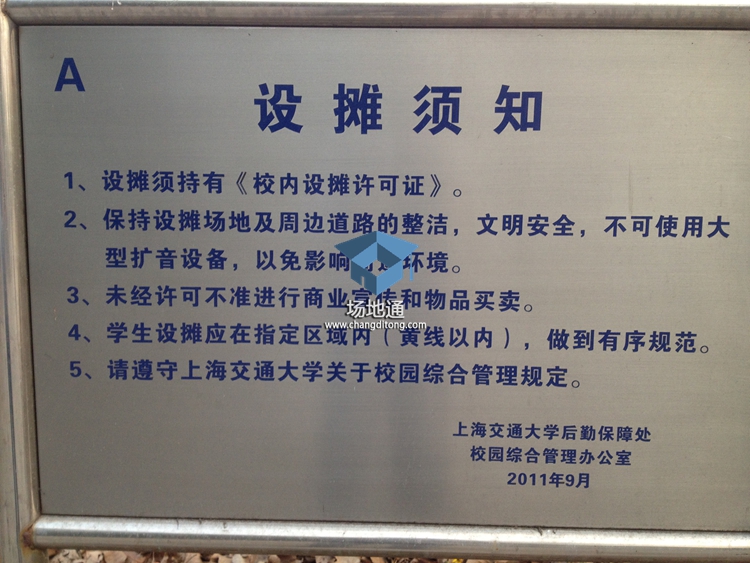 A
设摊须知
1、设摊须持有《校内设摊许可证》。
2、保持设摊场地及周边道路的整洁，文明安全，不可使用大
型扩音设备，以免影响环境。
3、未经许可不准进行商业宣传和物品买卖。
4、学生设摊应在指定区域内（黄线以内），做到有序规范。
5、请遵守上海交通大学关于校园综合管理规定。
上海交通大学后勤保障处
校园综合管理办公室
2011年9月
场地通
www.changditong.com